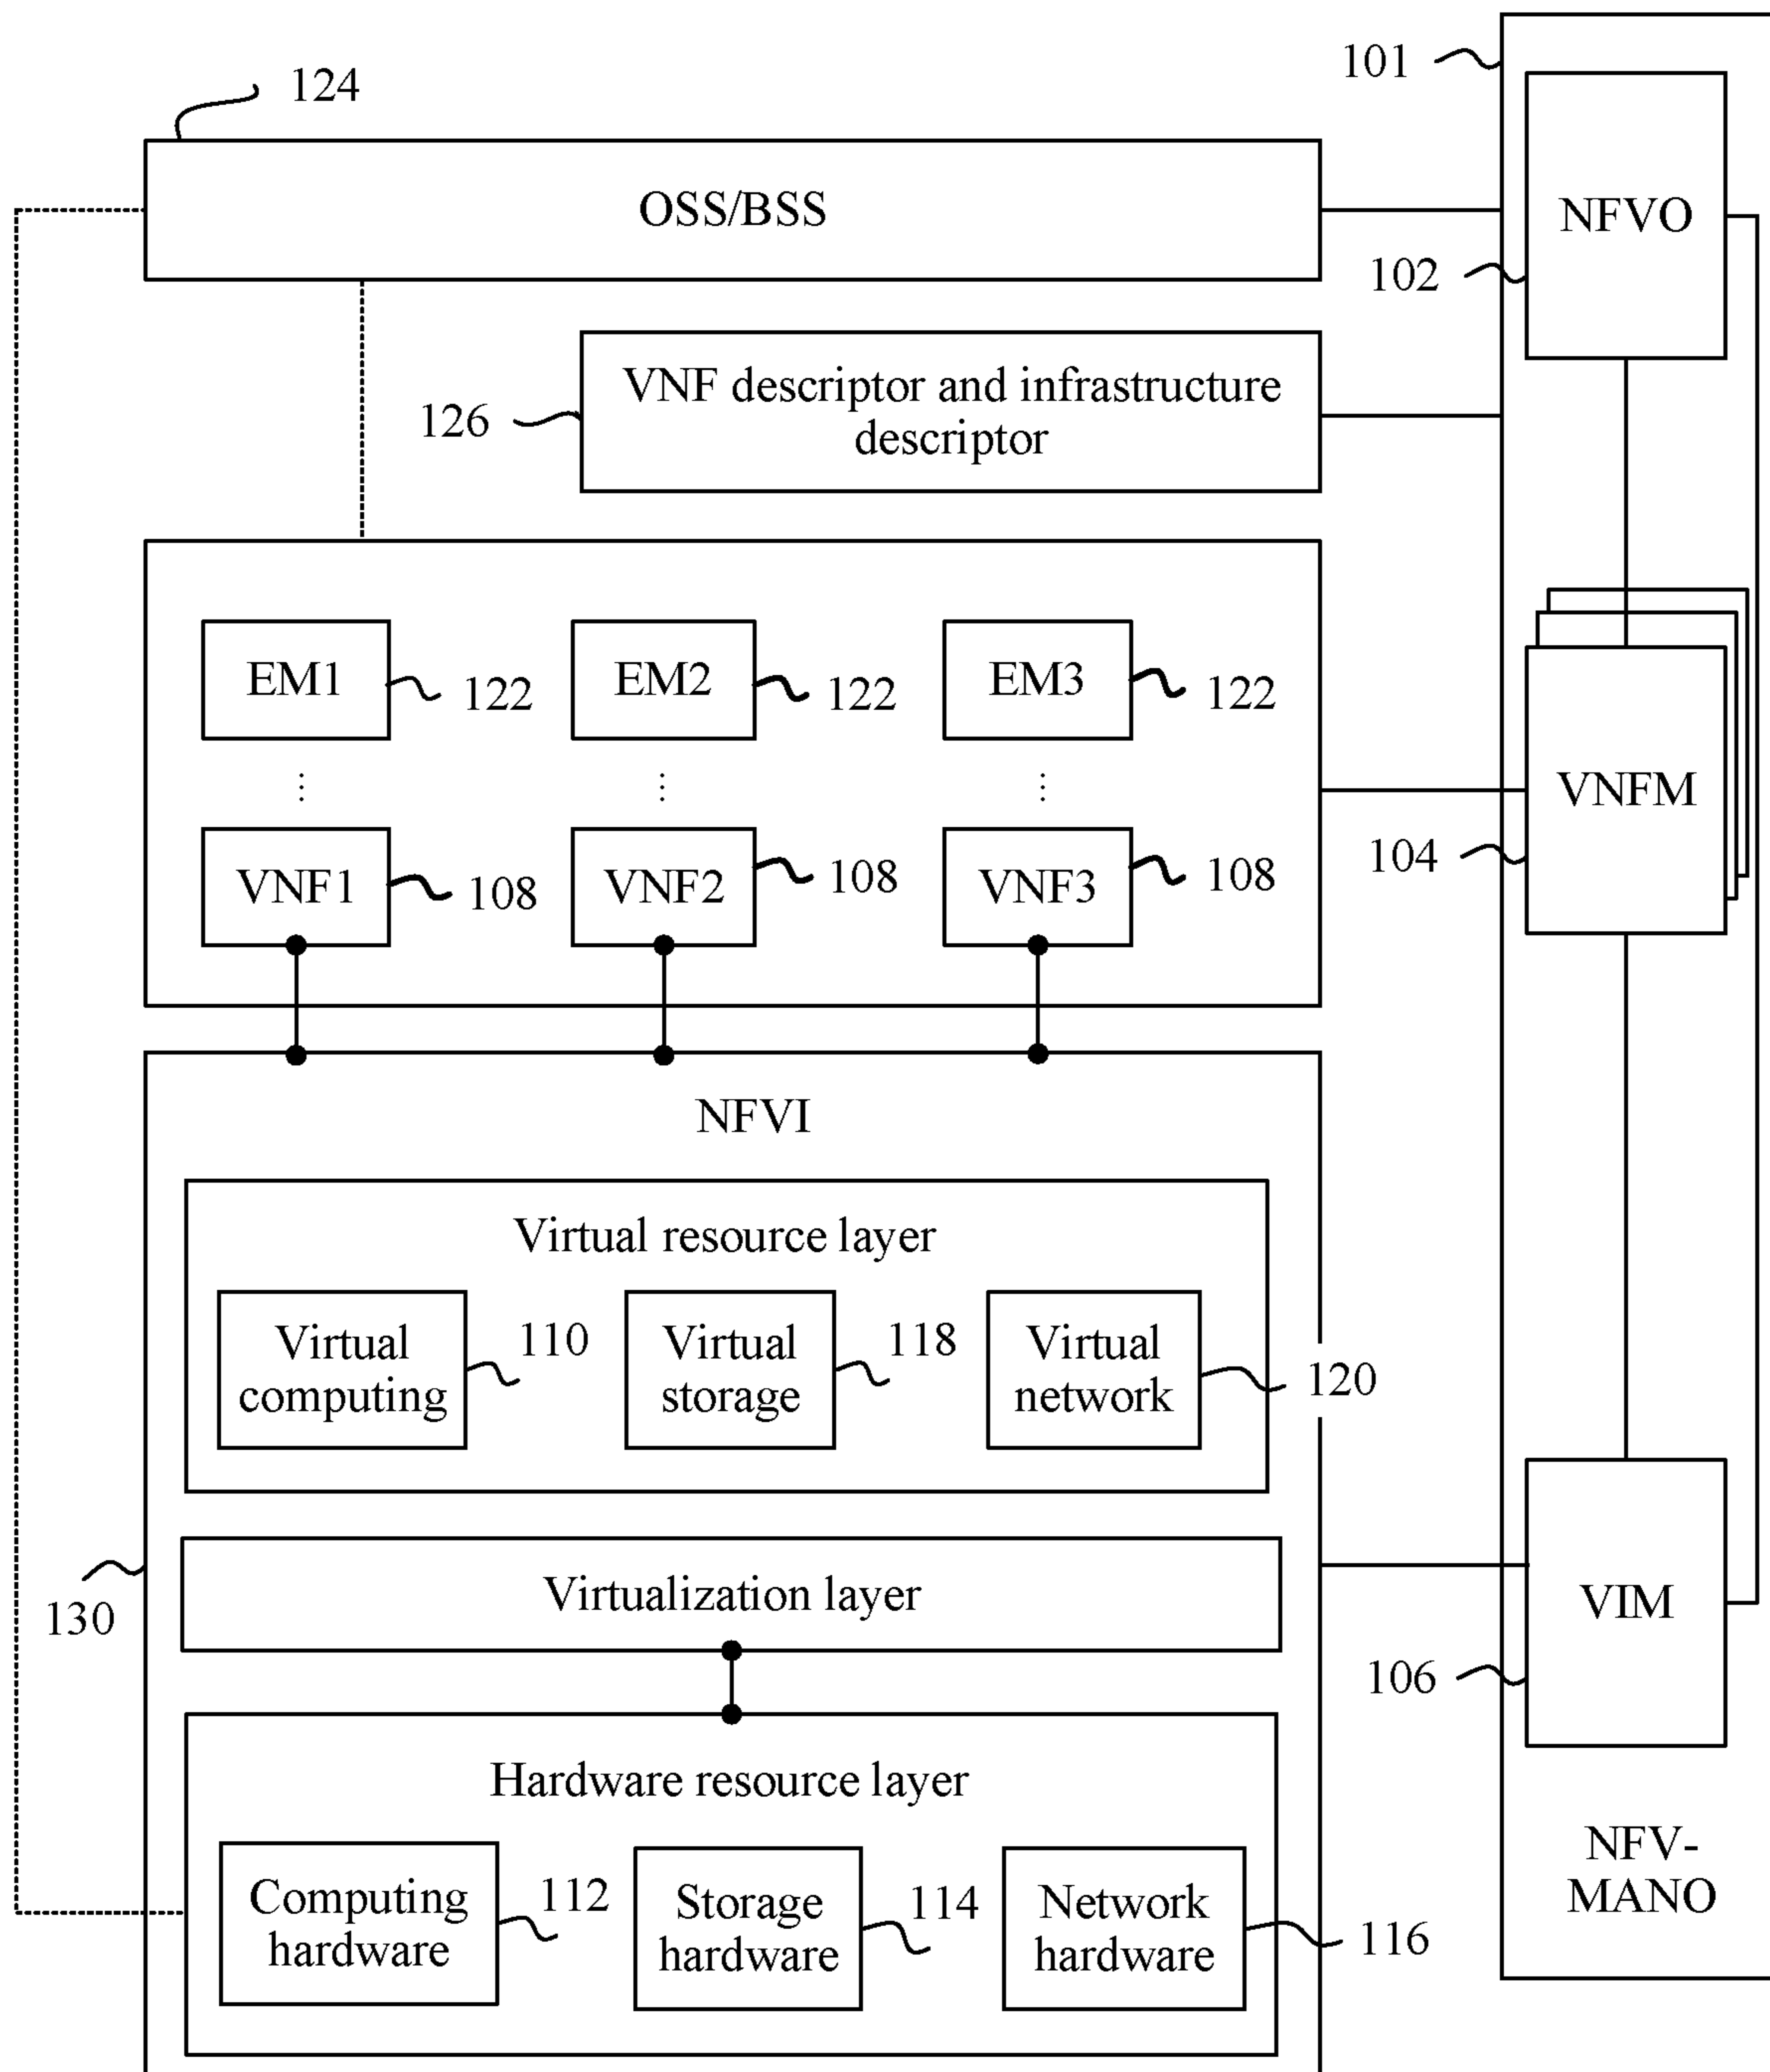 124
OSS/BSS
101
NFVO
102
VNF descriptor and infrastructure
descriptor
126
EM1
122
EM2
122
EM3
122
⋮
⋮
⋮
VNF1
108
VNF2
108
VNF3
108
VNFM
104
NFVI
Virtual resource layer
Virtual
computing
110
Virtual
storage
118
Virtual
network
120
Virtualization layer
130
VIM
106
Hardware resource layer
Computing
hardware
112
Storage
hardware
114
Network
hardware
116
NFV-
MANO